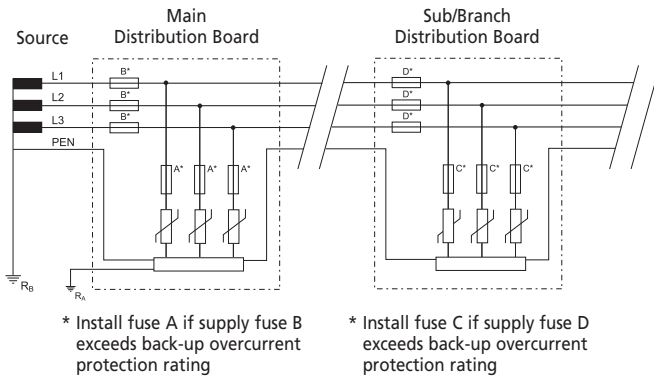 Source
Main
Distribution Board
Sub/Branch
Distribution Board
L1
B*
D*
L2
B*
D*
L3
B*
D*
PEN
A*
A*
A*
C*
C*
C*
RB
RA
* Install fuse A if supply fuse B
exceeds back-up overcurrent
protection rating
* Install fuse C if supply fuse D
exceeds back-up overcurrent
protection rating